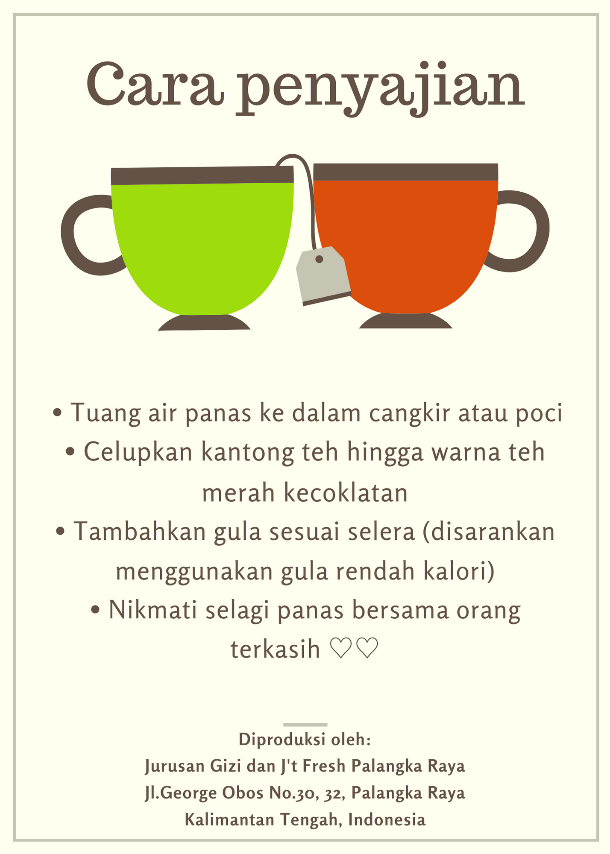 Cara penyajian
• Tuang air panas ke dalam cangkir atau poci
• Celupkan kantong teh hingga warna teh
merah kecoklatan
• Tambahkan gula sesuai selera (disarankan
menggunakan gula rendah kalori)
• Nikmati selagi panas bersama orang
terkasih ♡♡
Diproduksi oleh:
Jurusan Gizi dan J't Fresh Palangka Raya
Jl.George Obos No.30, 32, Palangka Raya
Kalimantan Tengah, Indonesia